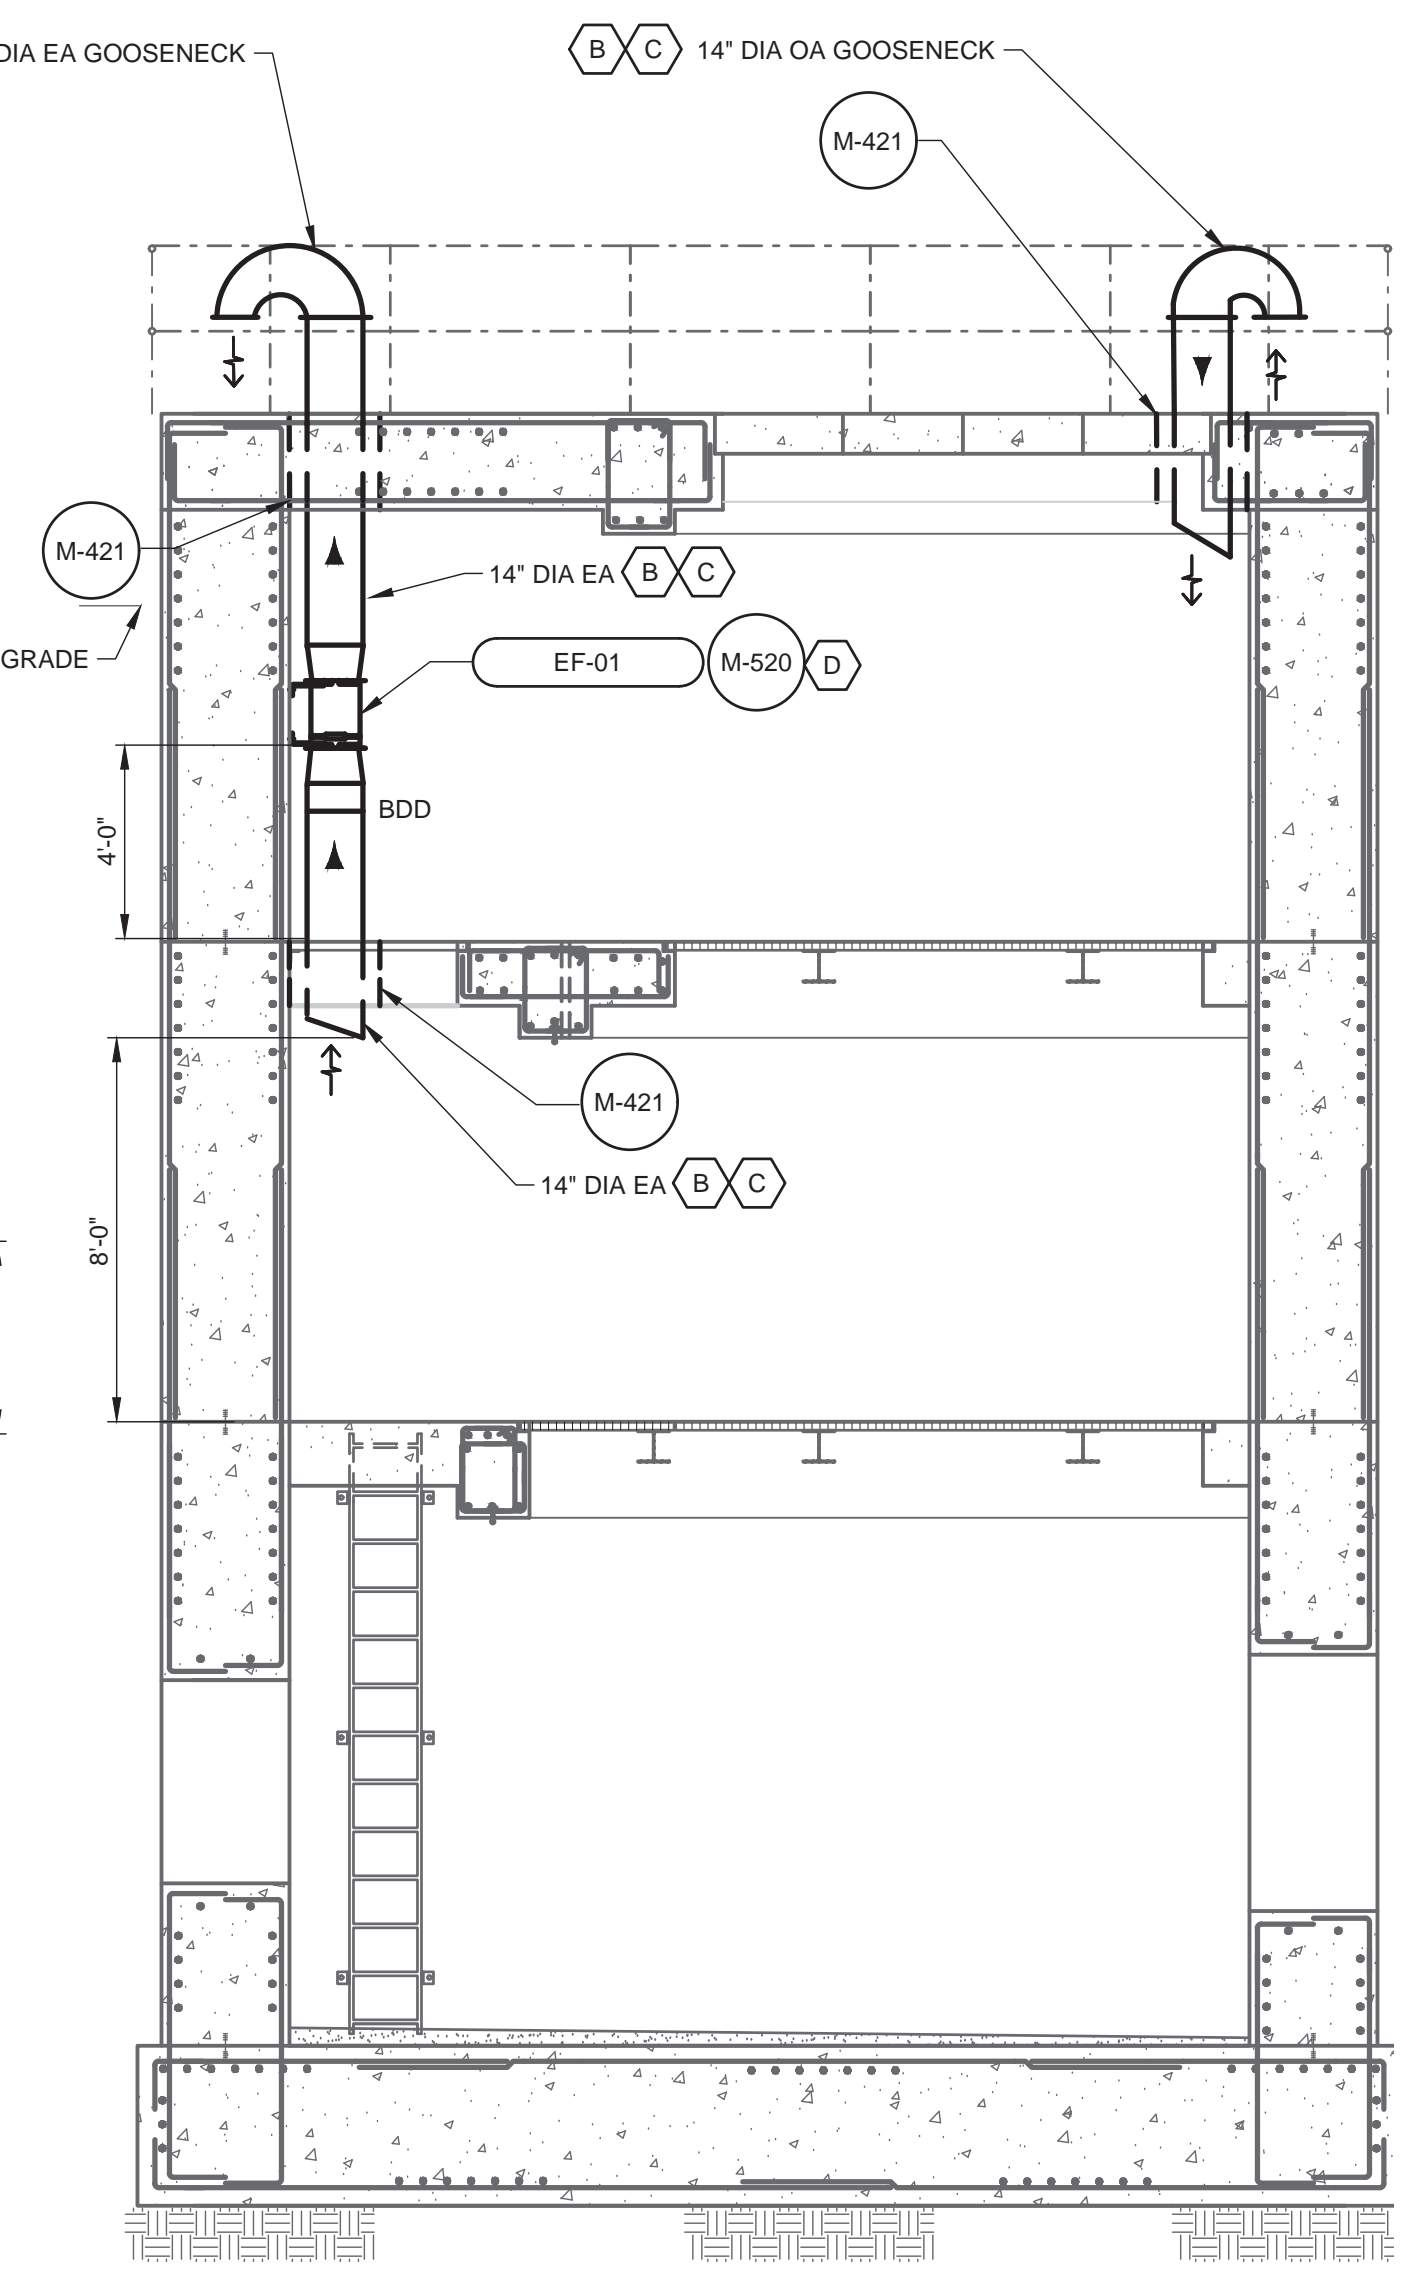 DIA EA GOOSENECK
B C 14" DIA OA GOOSENECK
M-421
M-421
14" DIA EA B C
GRADE
EF-01 M-520 D
BDD
4'-0"
M-421
14" DIA EA B C
8'-0"